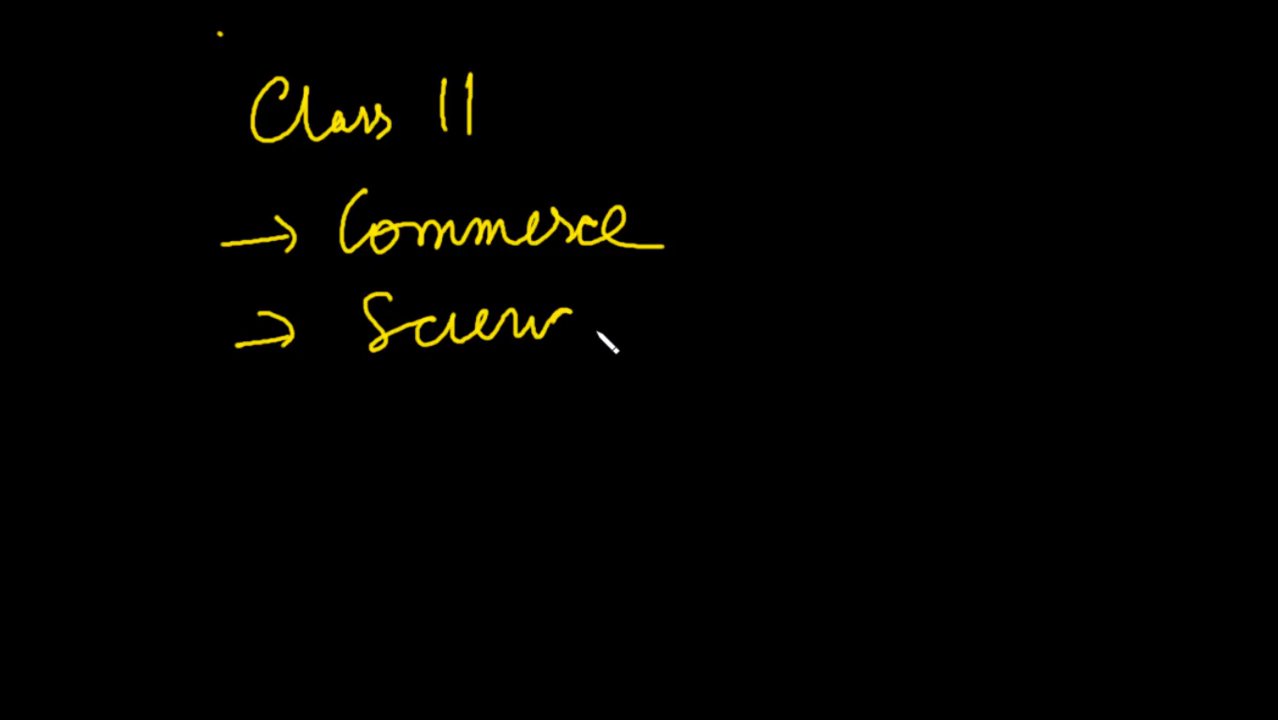 Class 11
→ Commerce
→ Scien